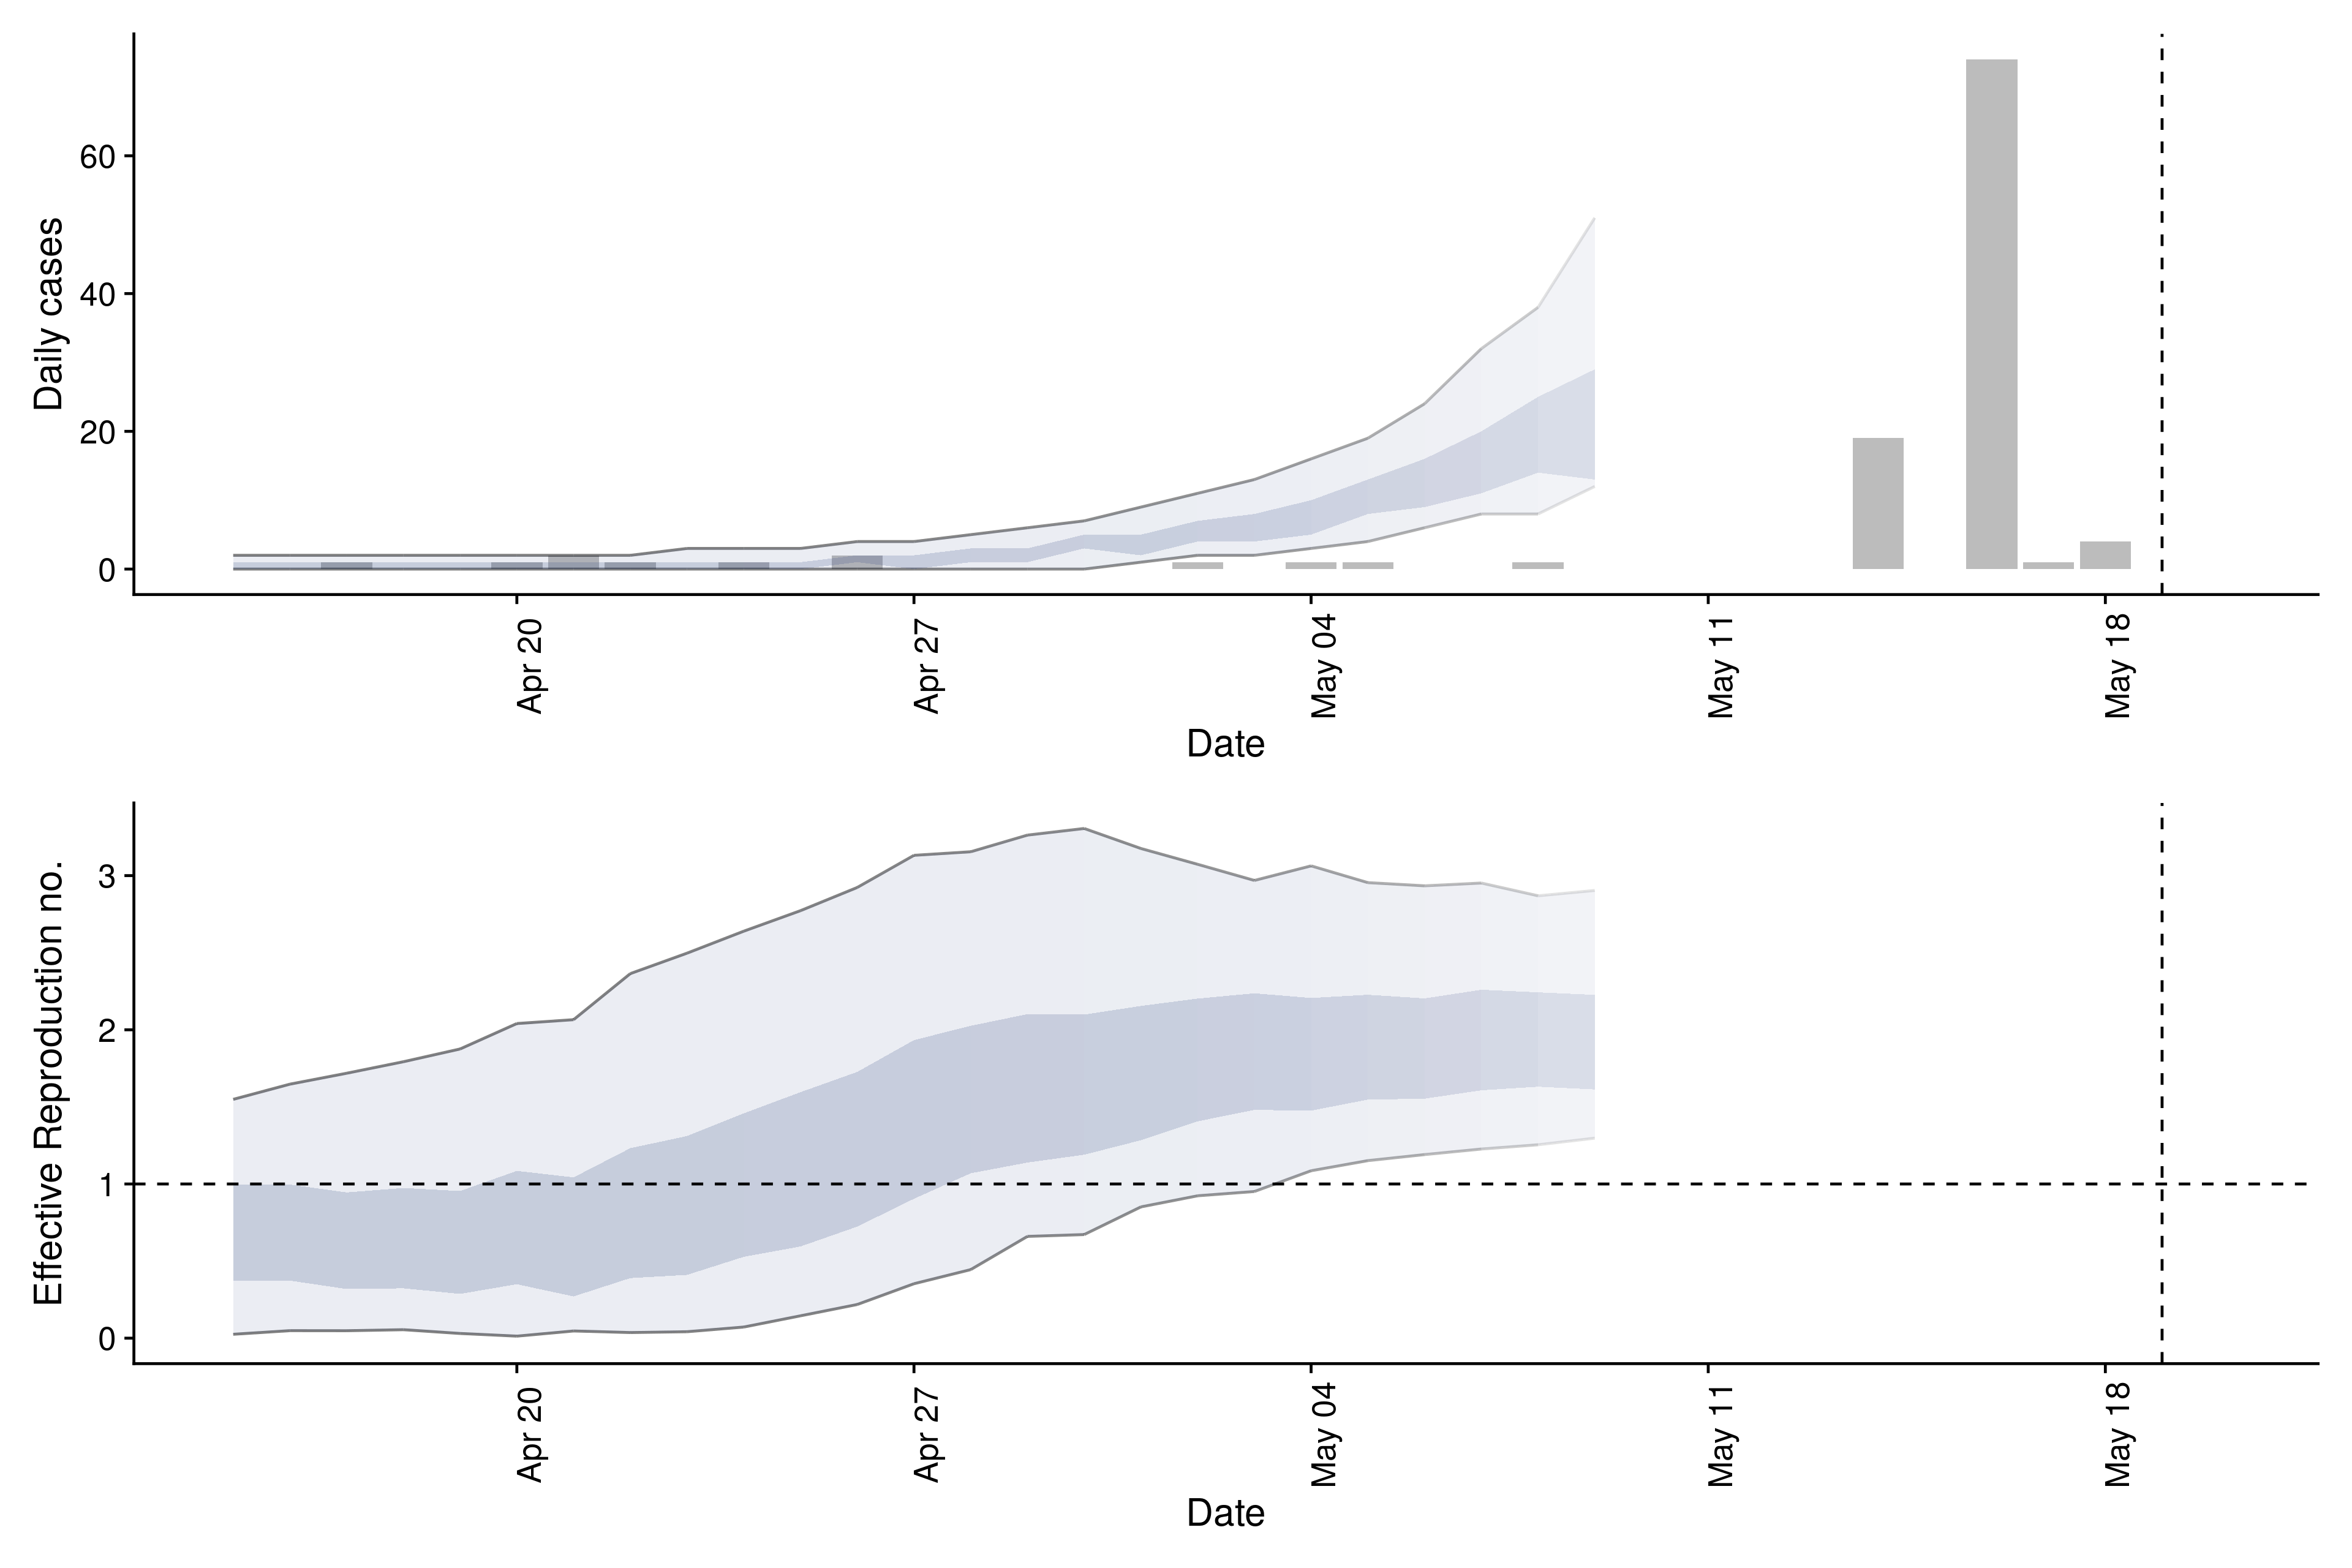 Daily cases
60
40
20
0
Apr 20
Apr 27
May 04
May 11
May 18
Date
Effective Reproduction no.
3
2
1
0
Apr 20
Apr 27
May 04
May 11
May 18
Date